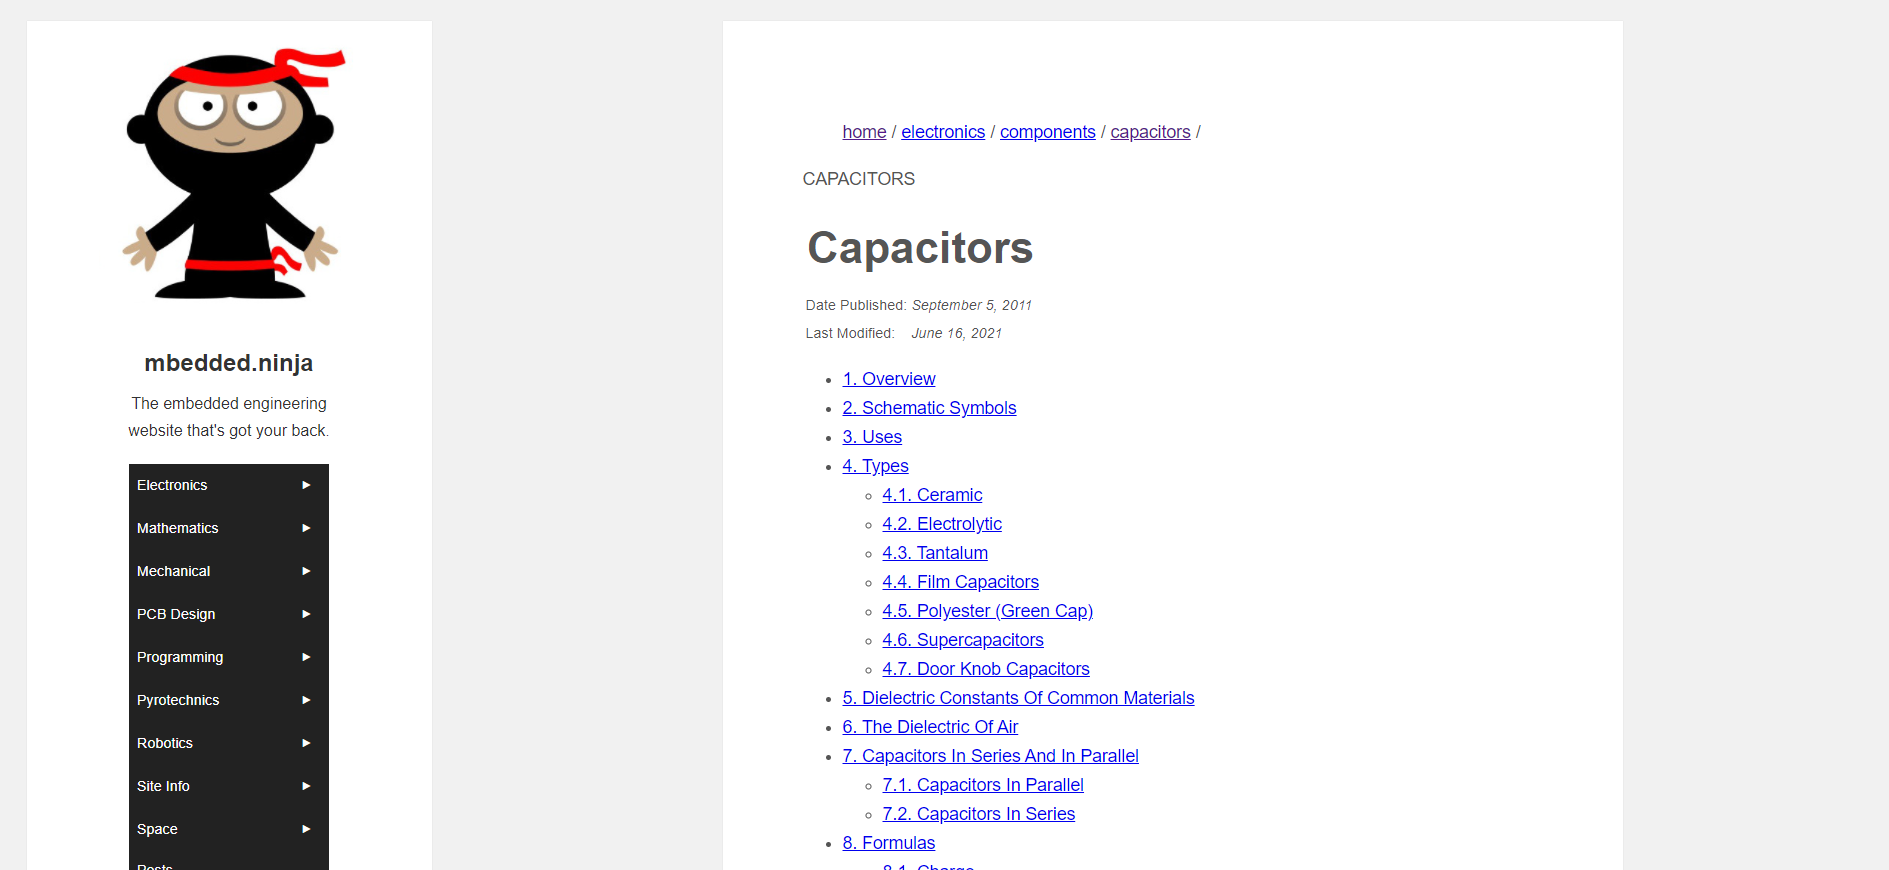 mbedded.ninja
The embedded engineering
website that's got your back.
Electronics
Mathematics
Mechanical
PCB Design
Programming
Pyrotechnics
Robotics
Site Info
Space
Posts
home / electronics / components / capacitors /
CAPACITORS
Capacitors
Date Published: September 5, 2011
Last Modified: June 16, 2021
1. Overview
2. Schematic Symbols
3. Uses
4. Types
4.1. Ceramic
4.2. Electrolytic
4.3. Tantalum
4.4. Film Capacitors
4.5. Polyester (Green Cap)
4.6. Supercapacitors
4.7. Door Knob Capacitors
5. Dielectric Constants Of Common Materials
6. The Dielectric Of Air
7. Capacitors In Series And In Parallel
7.1. Capacitors In Parallel
7.2. Capacitors In Series
8. Formulas
8.1. Charge